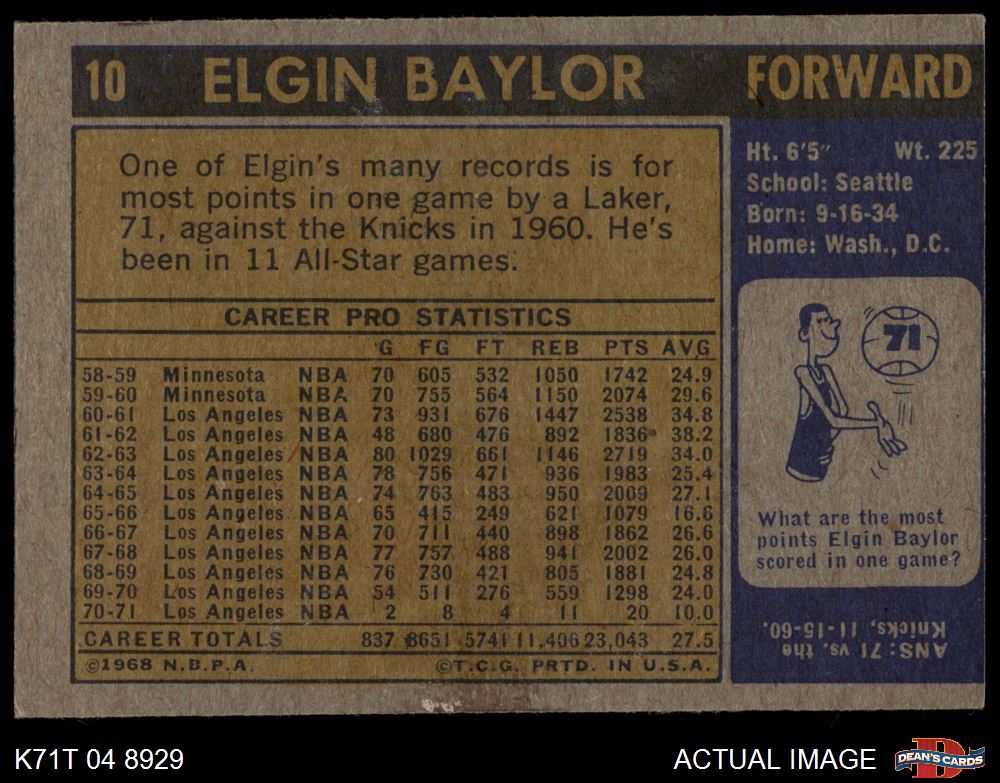 10 ELGIN BAYLOR FORWARD
One of Elgin's many records is for
most points in one game by a Laker,
71, against the Knicks in 1960. He's
been in 11 All-Star games.
Ht. 6'5" Wt. 225
School: Seattle
Born: 9-16-34
Home: Wash., D.C.
CAREER PRO STATISTICS
G FG FT REB PTS AVG
58-59 Minnesota NBA 70 605 532 1050 1742 24.9
59-60 Minnesota NBA 70 755 564 1150 2074 29.6
60-61 Los Angeles NBA 73 931 676 1447 2538 34.8
61-62 Los Angeles NBA 48 680 476 892 1836 38.2
62-63 Los Angeles NBA 80 1029 661 1146 2719 34.0
63-64 Los Angeles NBA 78 756 471 936 1983 25.4
64-65 Los Angeles NBA 74 763 483 950 2009 27.1
65-66 Los Angeles NBA 65 415 249 621 1079 16.6
66-67 Los Angeles NBA 70 711 440 898 1862 26.6
67-68 Los Angeles NBA 77 757 488 941 2002 26.0
68-69 Los Angeles NBA 76 730 421 805 1881 24.8
69-70 Los Angeles NBA 54 511 276 559 1298 24.0
70-71 Los Angeles NBA 2 8 4 11 20 10.0
CAREER TOTALS 837 8651 5741 11,406 23,043 27.5
©1968 N.B.P.A. ©T.C.G. PRTD. IN U.S.A.
71
What are the most
points Elgin Baylor
scored in one game?
ANS: 71 vs. the
Knicks, 11-15-60.
K71T 04 8929 ACTUAL IMAGE
D
DEAN'S CARDS